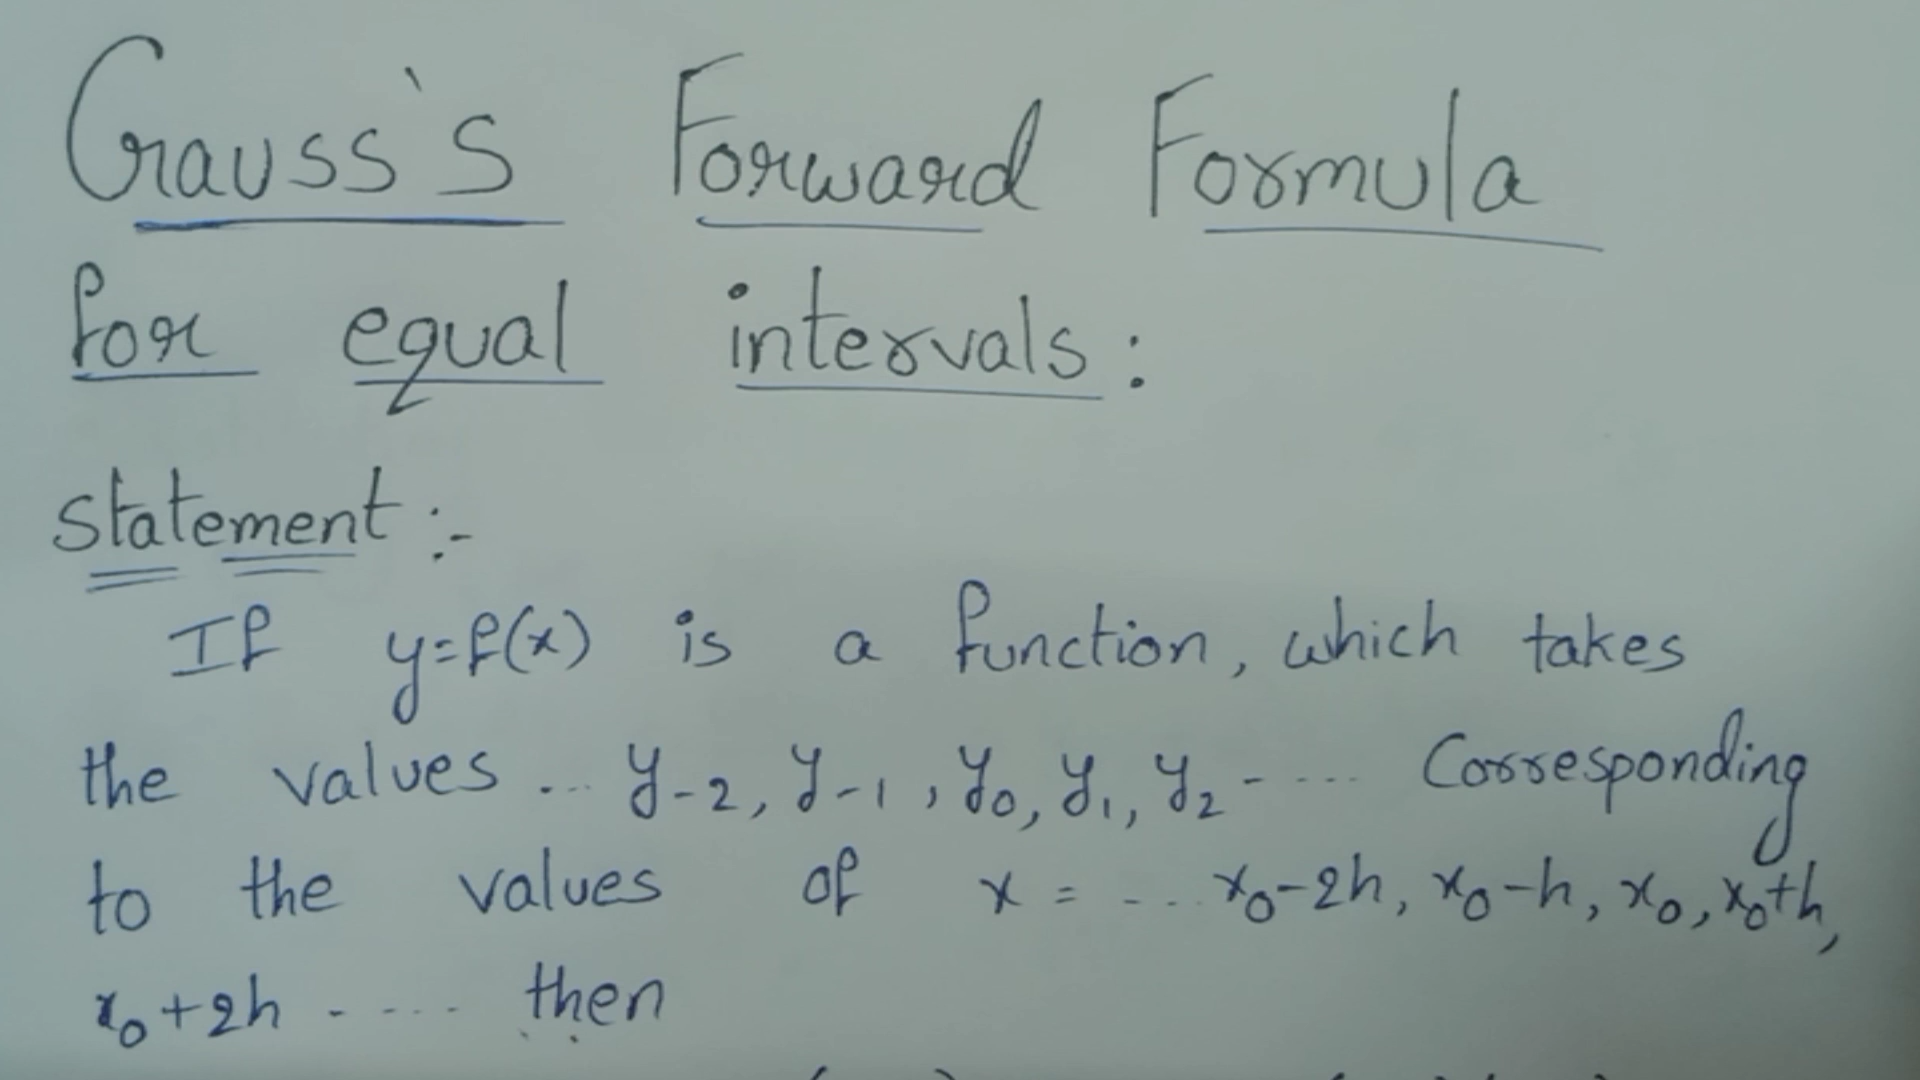 Gauss's Forward Formula
for equal intervals:
Statement:-
If y=f(x) is a function, which takes
the values ... y₋₂, y₋₁, y₀, y₁, y₂ ..... Corresponding
to the values of x = ... x₀-2h, x₀-h, x₀, x₀+h,
x₀+2h ..... then